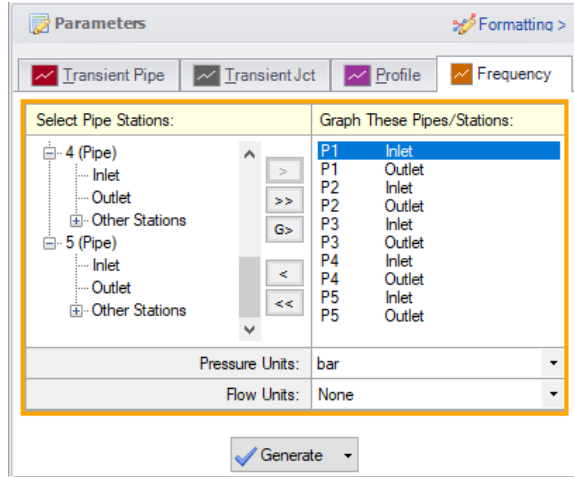 Parameters Formatting >
Transient Pipe Transient Jct Profile Frequency
Select Pipe Stations: Graph These Pipes/Stations:
4 (Pipe)
Inlet
Outlet
Other Stations
5 (Pipe)
Inlet
Outlet
Other Stations
>
>>
G>
<
<<
P1 Inlet
P1 Outlet
P2 Inlet
P2 Outlet
P3 Inlet
P3 Outlet
P4 Inlet
P4 Outlet
P5 Inlet
P5 Outlet
Pressure Units: bar
Flow Units: None
Generate